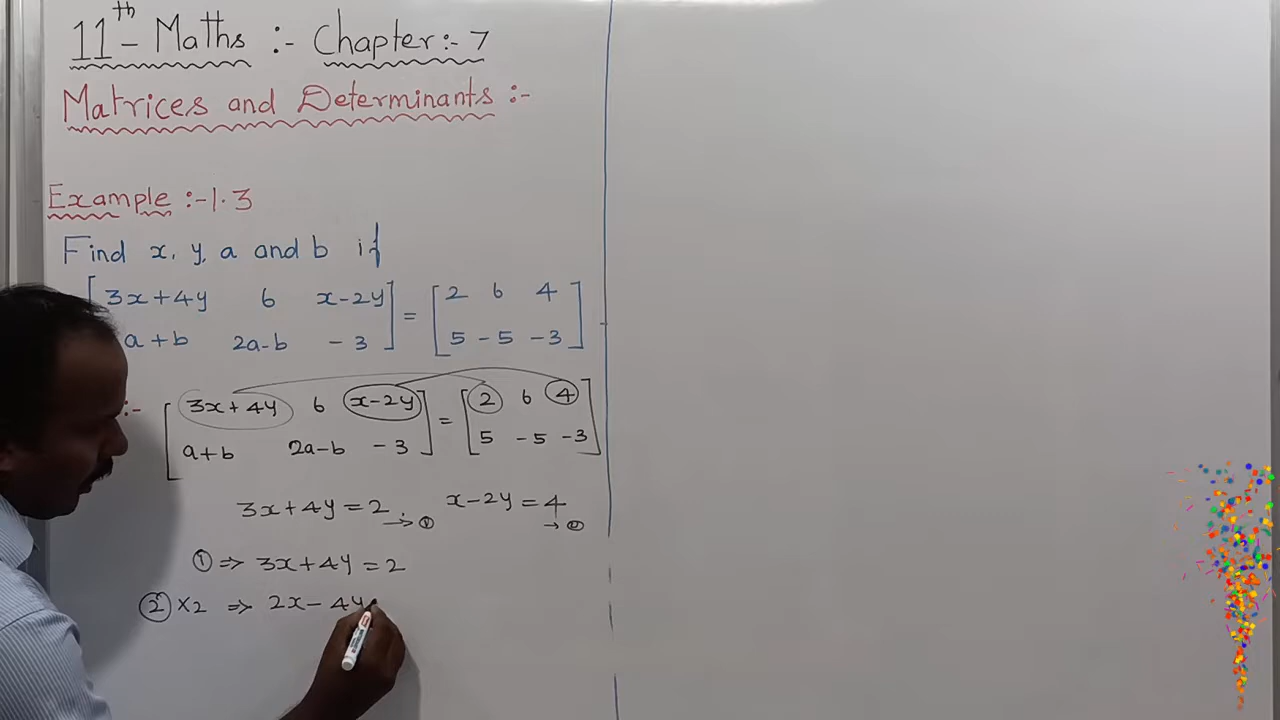 11th - Maths :- Chapter:- 7
Matrices and Determinants :-
Example :-1.3
Find x, y, a and b if
[3x+4y 6 x-2y] = [2 6 4]
[a+b 2a-b -3] [5 -5 -3]
:- [3x+4y 6 x-2y] = [2 6 4]
[a+b 2a-b -3] [5 -5 -3]
3x+4y=2 → ① x-2y=4 → ②
① ⇒ 3x+4y=2
② ×2 ⇒ 2x-4y